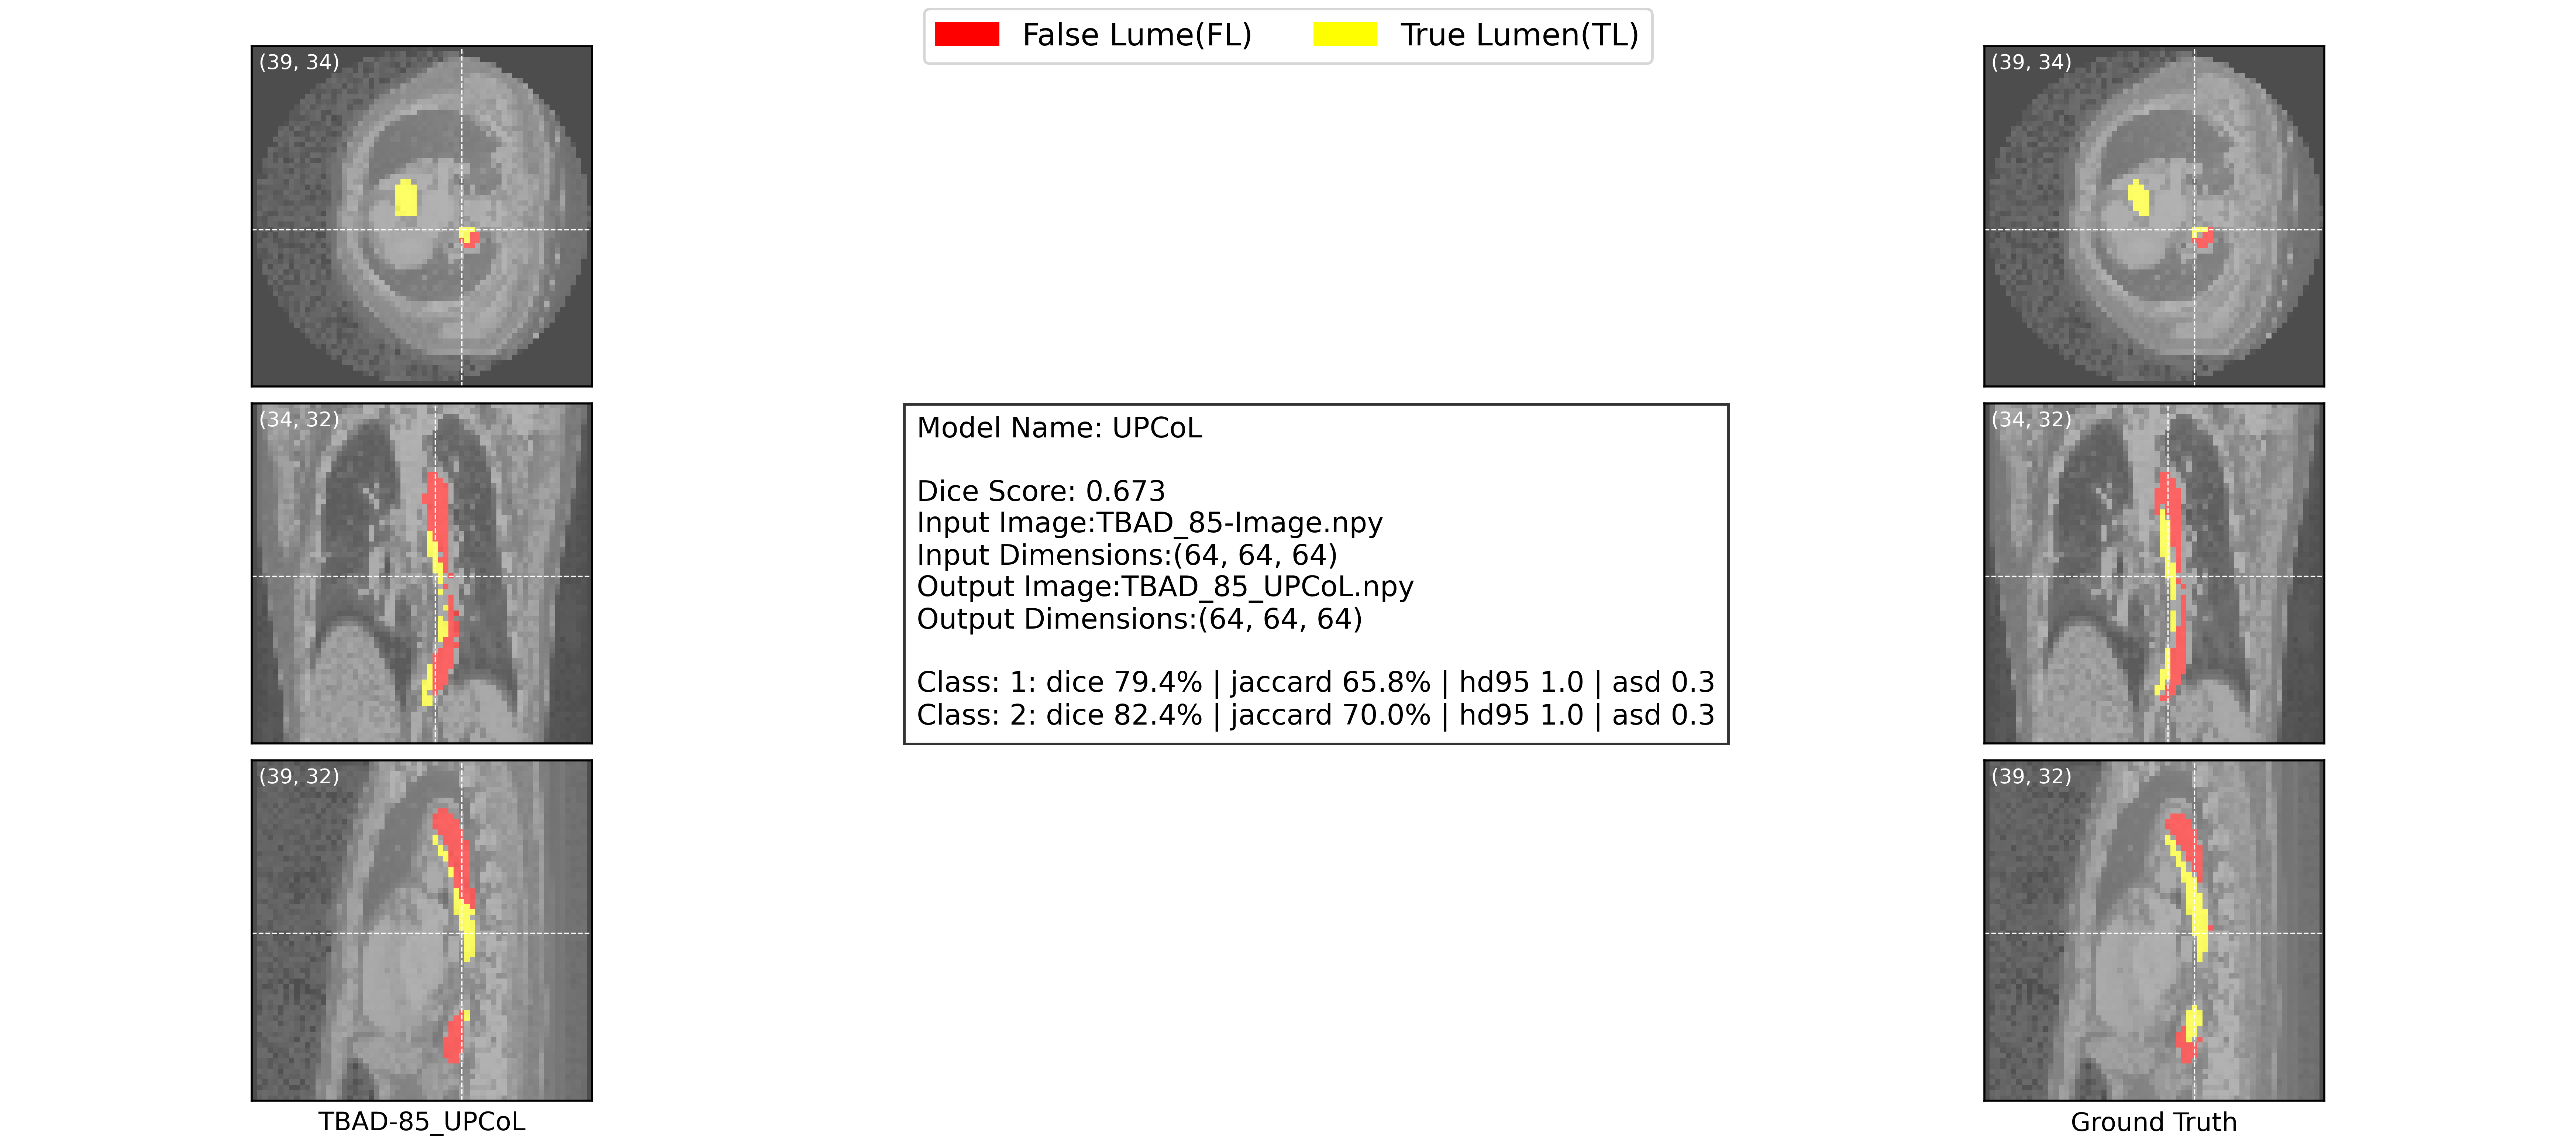 False Lume(FL)
True Lumen(TL)
(39, 34)
(39, 34)
(34, 32)
Model Name: UPCoL
Dice Score: 0.673
Input Image:TBAD_85-Image.npy
Input Dimensions:(64, 64, 64)
Output Image:TBAD_85_UPCoL.npy
Output Dimensions:(64, 64, 64)
Class: 1: dice 79.4% | jaccard 65.8% | hd95 1.0 | asd 0.3
Class: 2: dice 82.4% | jaccard 70.0% | hd95 1.0 | asd 0.3
(34, 32)
(39, 32)
(39, 32)
TBAD-85_UPCoL
Ground Truth